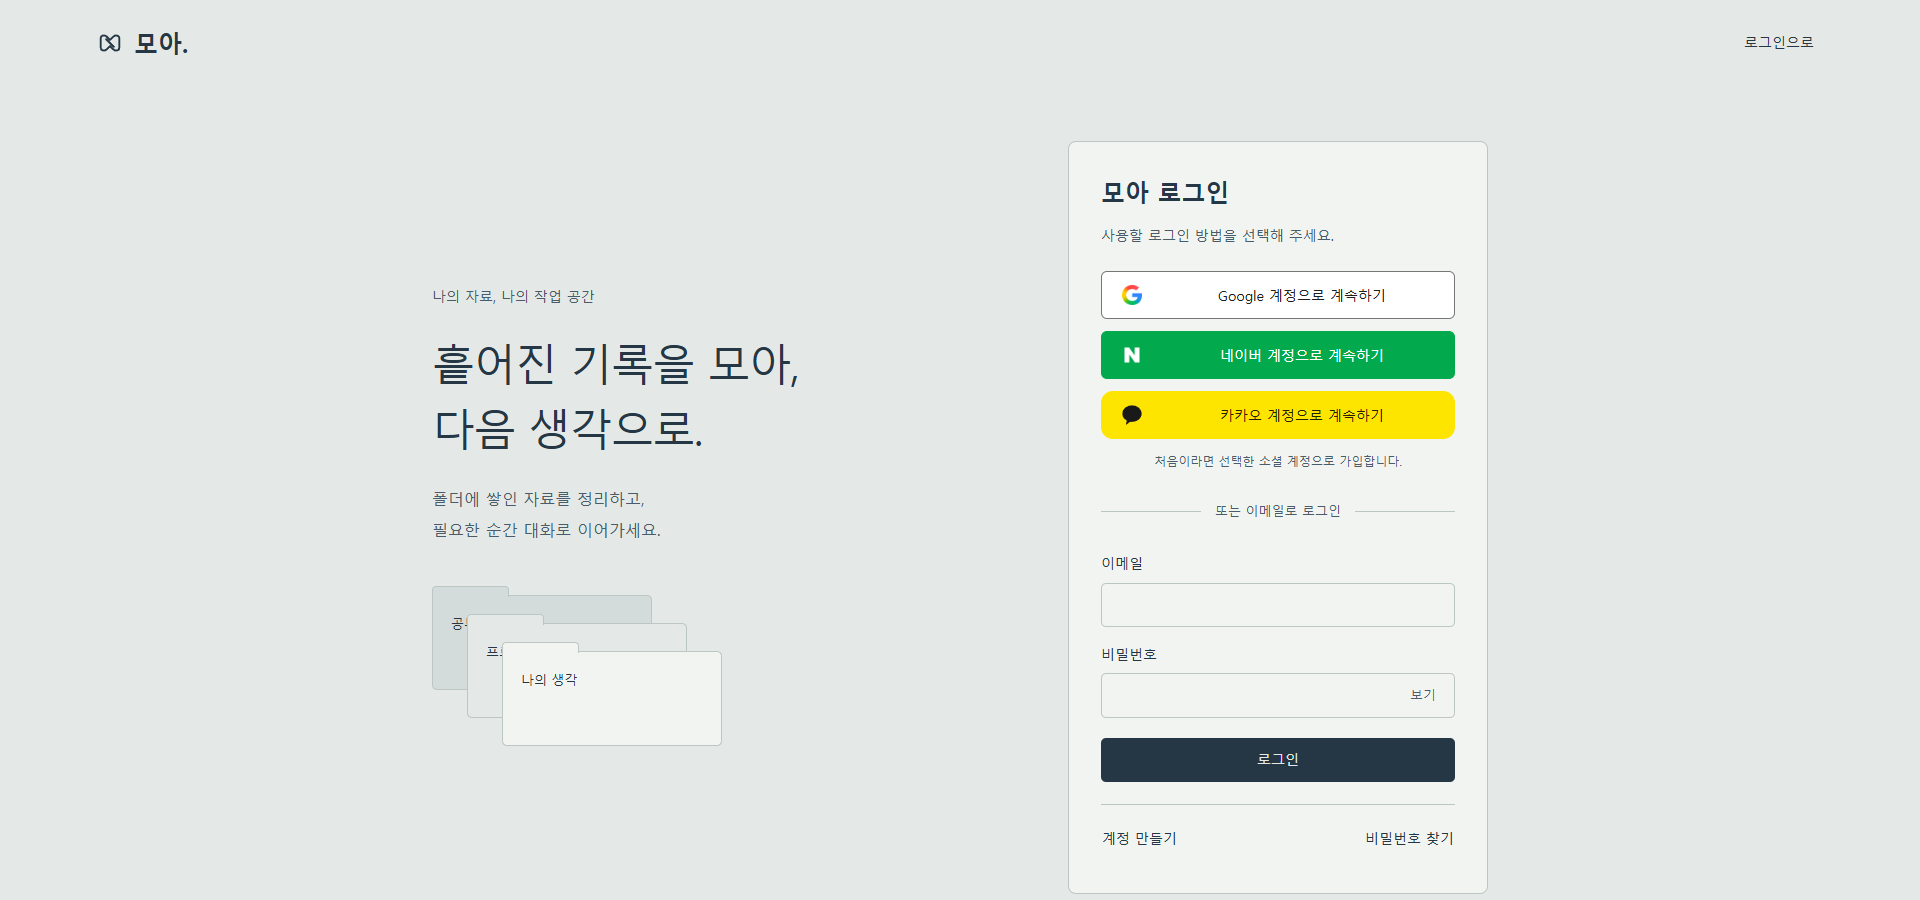 모아.
로그인으로
나의 자료, 나의 작업 공간
흩어진 기록을 모아,
다음 생각으로.
폴더에 쌓인 자료를 정리하고,
필요한 순간 대화로 이어가세요.
나의 생각
모아 로그인
사용할 로그인 방법을 선택해 주세요.
Google 계정으로 계속하기
네이버 계정으로 계속하기
카카오 계정으로 계속하기
처음이라면 선택한 소셜 계정으로 가입합니다.
또는 이메일로 로그인
이메일
비밀번호
보기
로그인
계정 만들기
비밀번호 찾기